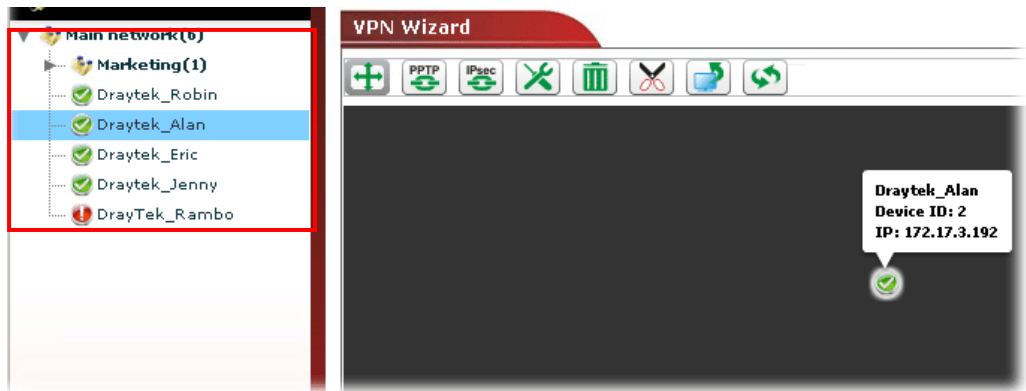 Main network(6)
Marketing(1)
Draytek_Robin
Draytek_Alan
Draytek_Eric
Draytek_Jenny
DrayTek_Rambo
VPN Wizard
PPTP
IPsec
Draytek_Alan
Device ID: 2
IP: 172.17.3.192